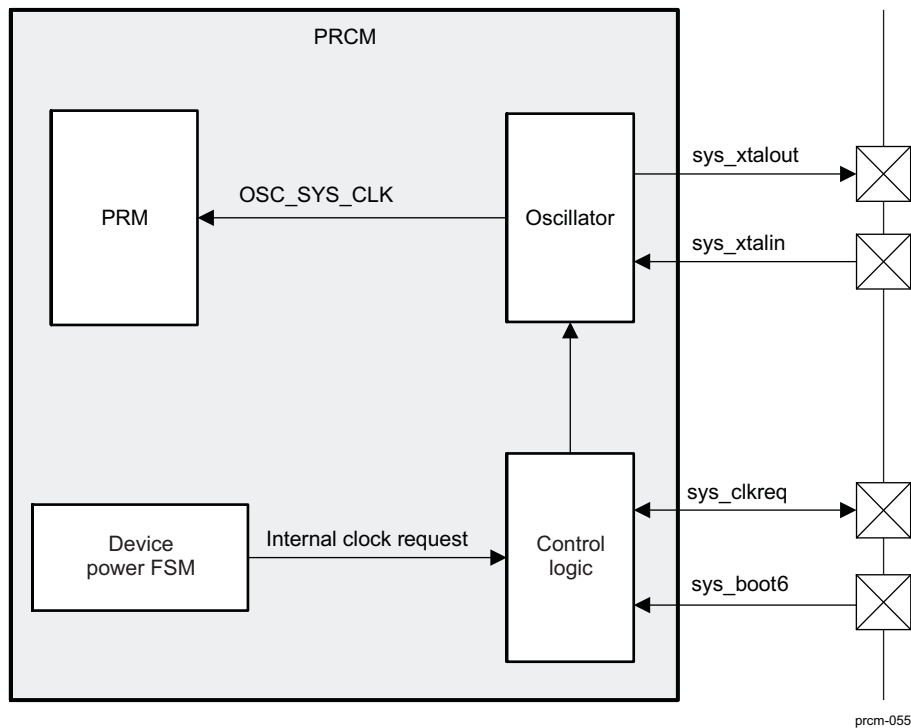 PRCM
sys_xtalout
OSC_SYS_CLK
PRM
Oscillator
sys_xtalin
sys_clkreq
Internal clock request
Device
power FSM
Control
logic
sys_boot6
prcm-055